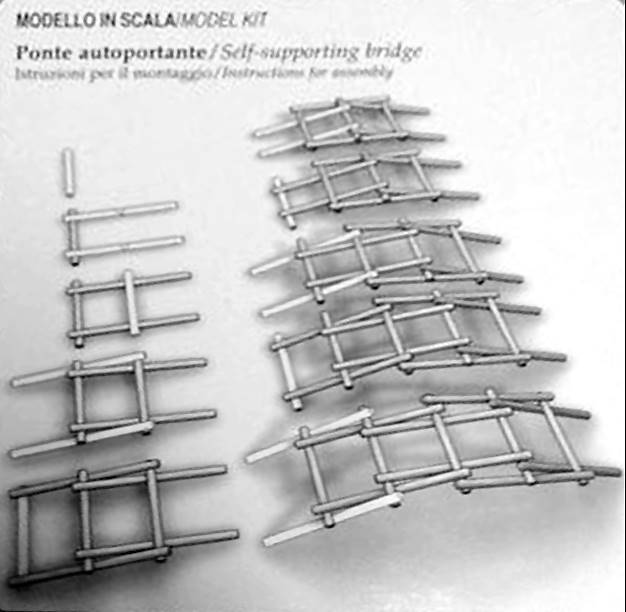 MODELLO IN SCALA/MODEL KIT
Ponte autoportante/Self-supporting bridge
Istruzioni per il montaggio/Instructions for assembly